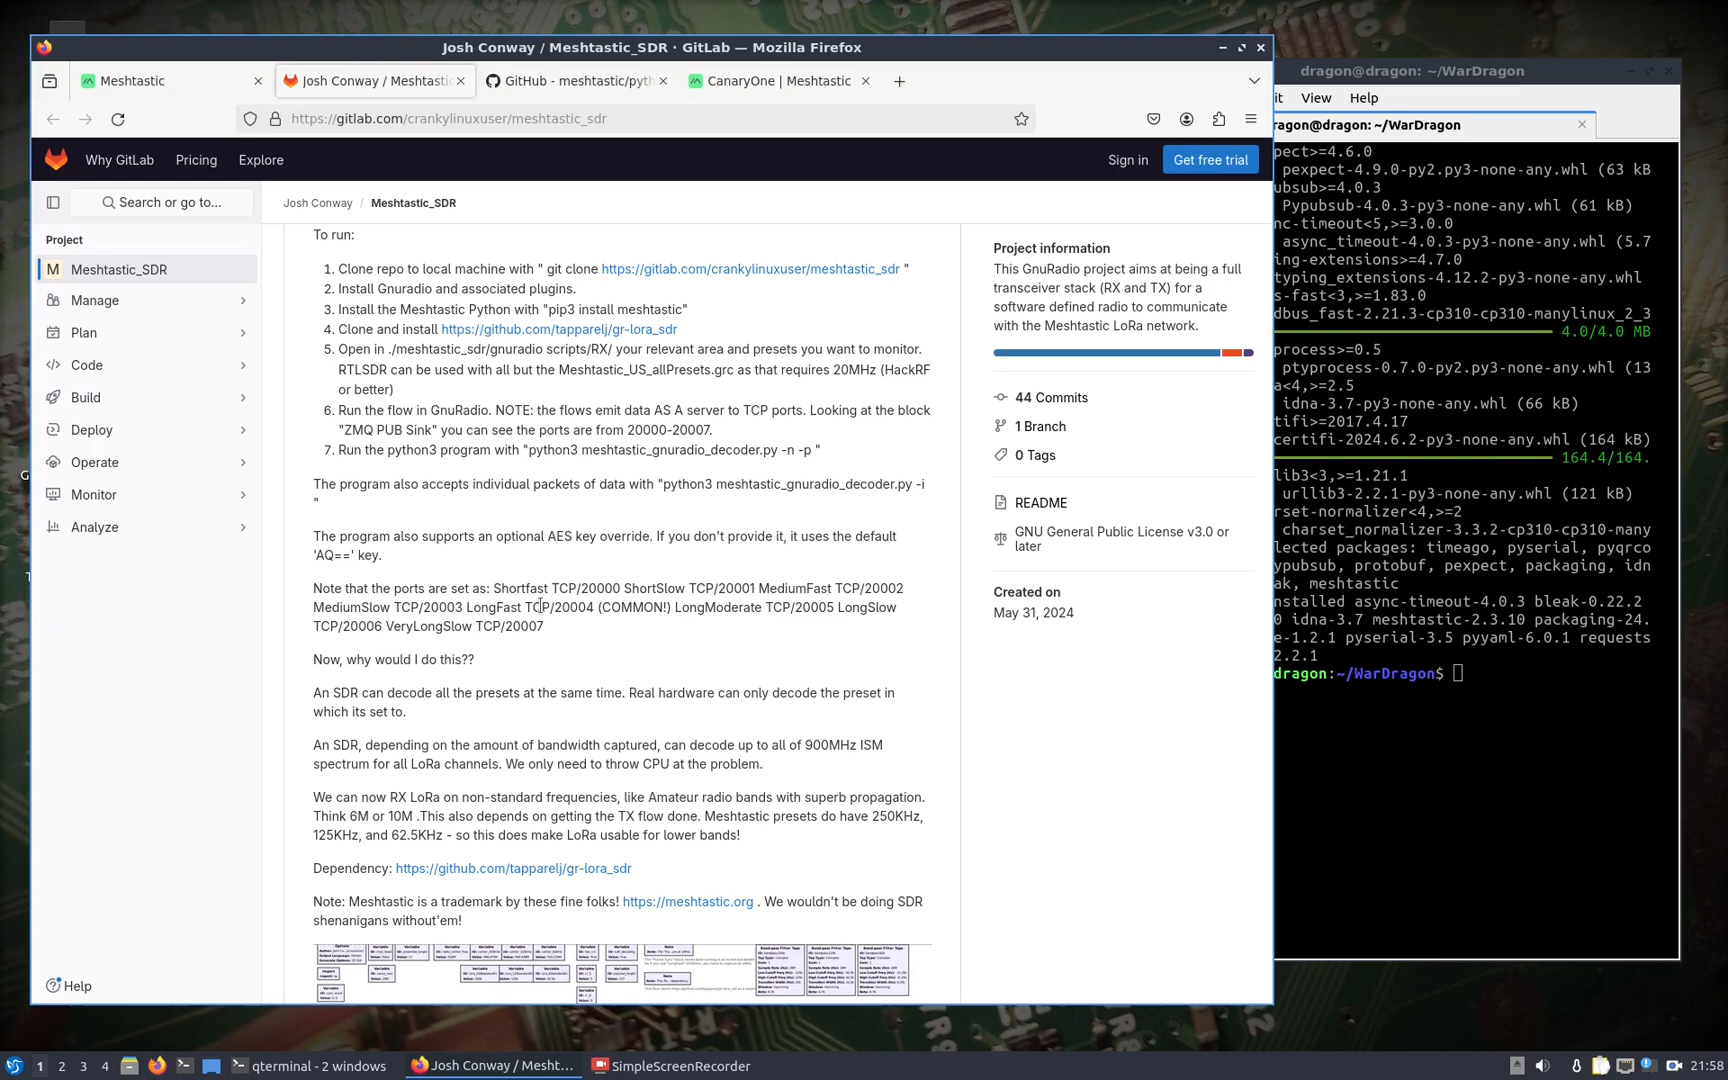 Josh Conway / Meshtastic_SDR · GitLab — Mozilla Firefox
Meshtastic
Josh Conway / Meshtastic
GitHub - meshtastic/pyth
CanaryOne | Meshtastic
https://gitlab.com/crankylinuxuser/meshtastic_sdr
Why GitLab
Pricing
Explore
Sign in
Get free trial
Search or go to...
Josh Conway / Meshtastic_SDR
Project
M Meshtastic_SDR
Manage
Plan
Code
Build
Deploy
Operate
Monitor
Analyze
Help
To run:
1. Clone repo to local machine with " git clone https://gitlab.com/crankylinuxuser/meshtastic_sdr "
2. Install Gnuradio and associated plugins.
3. Install the Meshtastic Python with "pip3 install meshtastic"
4. Clone and install https://github.com/tapparelj/gr-lora_sdr
5. Open in ./meshtastic_sdr/gnuradio scripts/RX/ your relevant area and presets you want to monitor.
RTLSDR can be used with all but the Meshtastic_US_allPresets.grc as that requires 20MHz (HackRF
or better)
6. Run the flow in GnuRadio. NOTE: the flows emit data AS A server to TCP ports. Looking at the block
"ZMQ PUB Sink" you can see the ports are from 20000-20007.
7. Run the python3 program with "python3 meshtastic_gnuradio_decoder.py -n -p "
The program also accepts individual packets of data with "python3 meshtastic_gnuradio_decoder.py -i
"
The program also supports an optional AES key override. If you don't provide it, it uses the default
'AQ==' key.
Note that the ports are set as: Shortfast TCP/20000 ShortSlow TCP/20001 MediumFast TCP/20002
MediumSlow TCP/20003 LongFast TCP/20004 (COMMON!) LongModerate TCP/20005 LongSlow
TCP/20006 VeryLongSlow TCP/20007
Now, why would I do this??
An SDR can decode all the presets at the same time. Real hardware can only decode the preset in
which its set to.
An SDR, depending on the amount of bandwidth captured, can decode up to all of 900MHz ISM
spectrum for all LoRa channels. We only need to throw CPU at the problem.
We can now RX LoRa on non-standard frequencies, like Amateur radio bands with superb propagation.
Think 6M or 10M .This also depends on getting the TX flow done. Meshtastic presets do have 250KHz,
125KHz, and 62.5KHz - so this does make LoRa usable for lower bands!
Dependency: https://github.com/tapparelj/gr-lora_sdr
Note: Meshtastic is a trademark by these fine folks! https://meshtastic.org . We wouldn't be doing SDR
shenanigans without'em!
Project information
This GnuRadio project aims at being a full
transceiver stack (RX and TX) for a
software defined radio to communicate
with the Meshtastic LoRa network.
44 Commits
1 Branch
0 Tags
README
GNU General Public License v3.0 or
later
Created on
May 31, 2024
dragon@dragon: ~/WarDragon
it View Help
ragon@dragon: ~/WarDragon
pect>=4.6.0
pexpect-4.9.0-py2.py3-none-any.whl (63 kB
ubsub>=4.0.3
Pypubsub-4.0.3-py3-none-any.whl (61 kB)
nc-timeout<5,>=3.0.0
async_timeout-4.0.3-py3-none-any.whl (5.7
ing-extensions>=4.7.0
typing_extensions-4.12.2-py3-none-any.whl
s-fast<3,>=1.83.0
dbus_fast-2.21.3-cp310-cp310-manylinux_2_3
4.0/4.0 MB
process>=0.5
ptyprocess-0.7.0-py2.py3-none-any.whl (13
a<4,>=2.5
idna-3.7-py3-none-any.whl (66 kB)
tifi>=2017.4.17
certifi-2024.6.2-py3-none-any.whl (164 kB)
164.4/164.
lib3<3,>=1.21.1
urllib3-2.2.1-py3-none-any.whl (121 kB)
rset-normalizer<4,>=2
charset_normalizer-3.3.2-cp310-cp310-many
lected packages: timeago, pyserial, pyqrco
ypubsub, protobuf, pexpect, packaging, idn
ak, meshtastic
nstalled async-timeout-4.0.3 bleak-0.22.2
0 idna-3.7 meshtastic-2.3.10 packaging-24.
e-1.2.1 pyserial-3.5 pyyaml-6.0.1 requests
2.2.1
dragon:~/WarDragon$
1 2 3 4
qterminal - 2 windows
Josh Conway / Mesht...
SimpleScreenRecorder
21:58